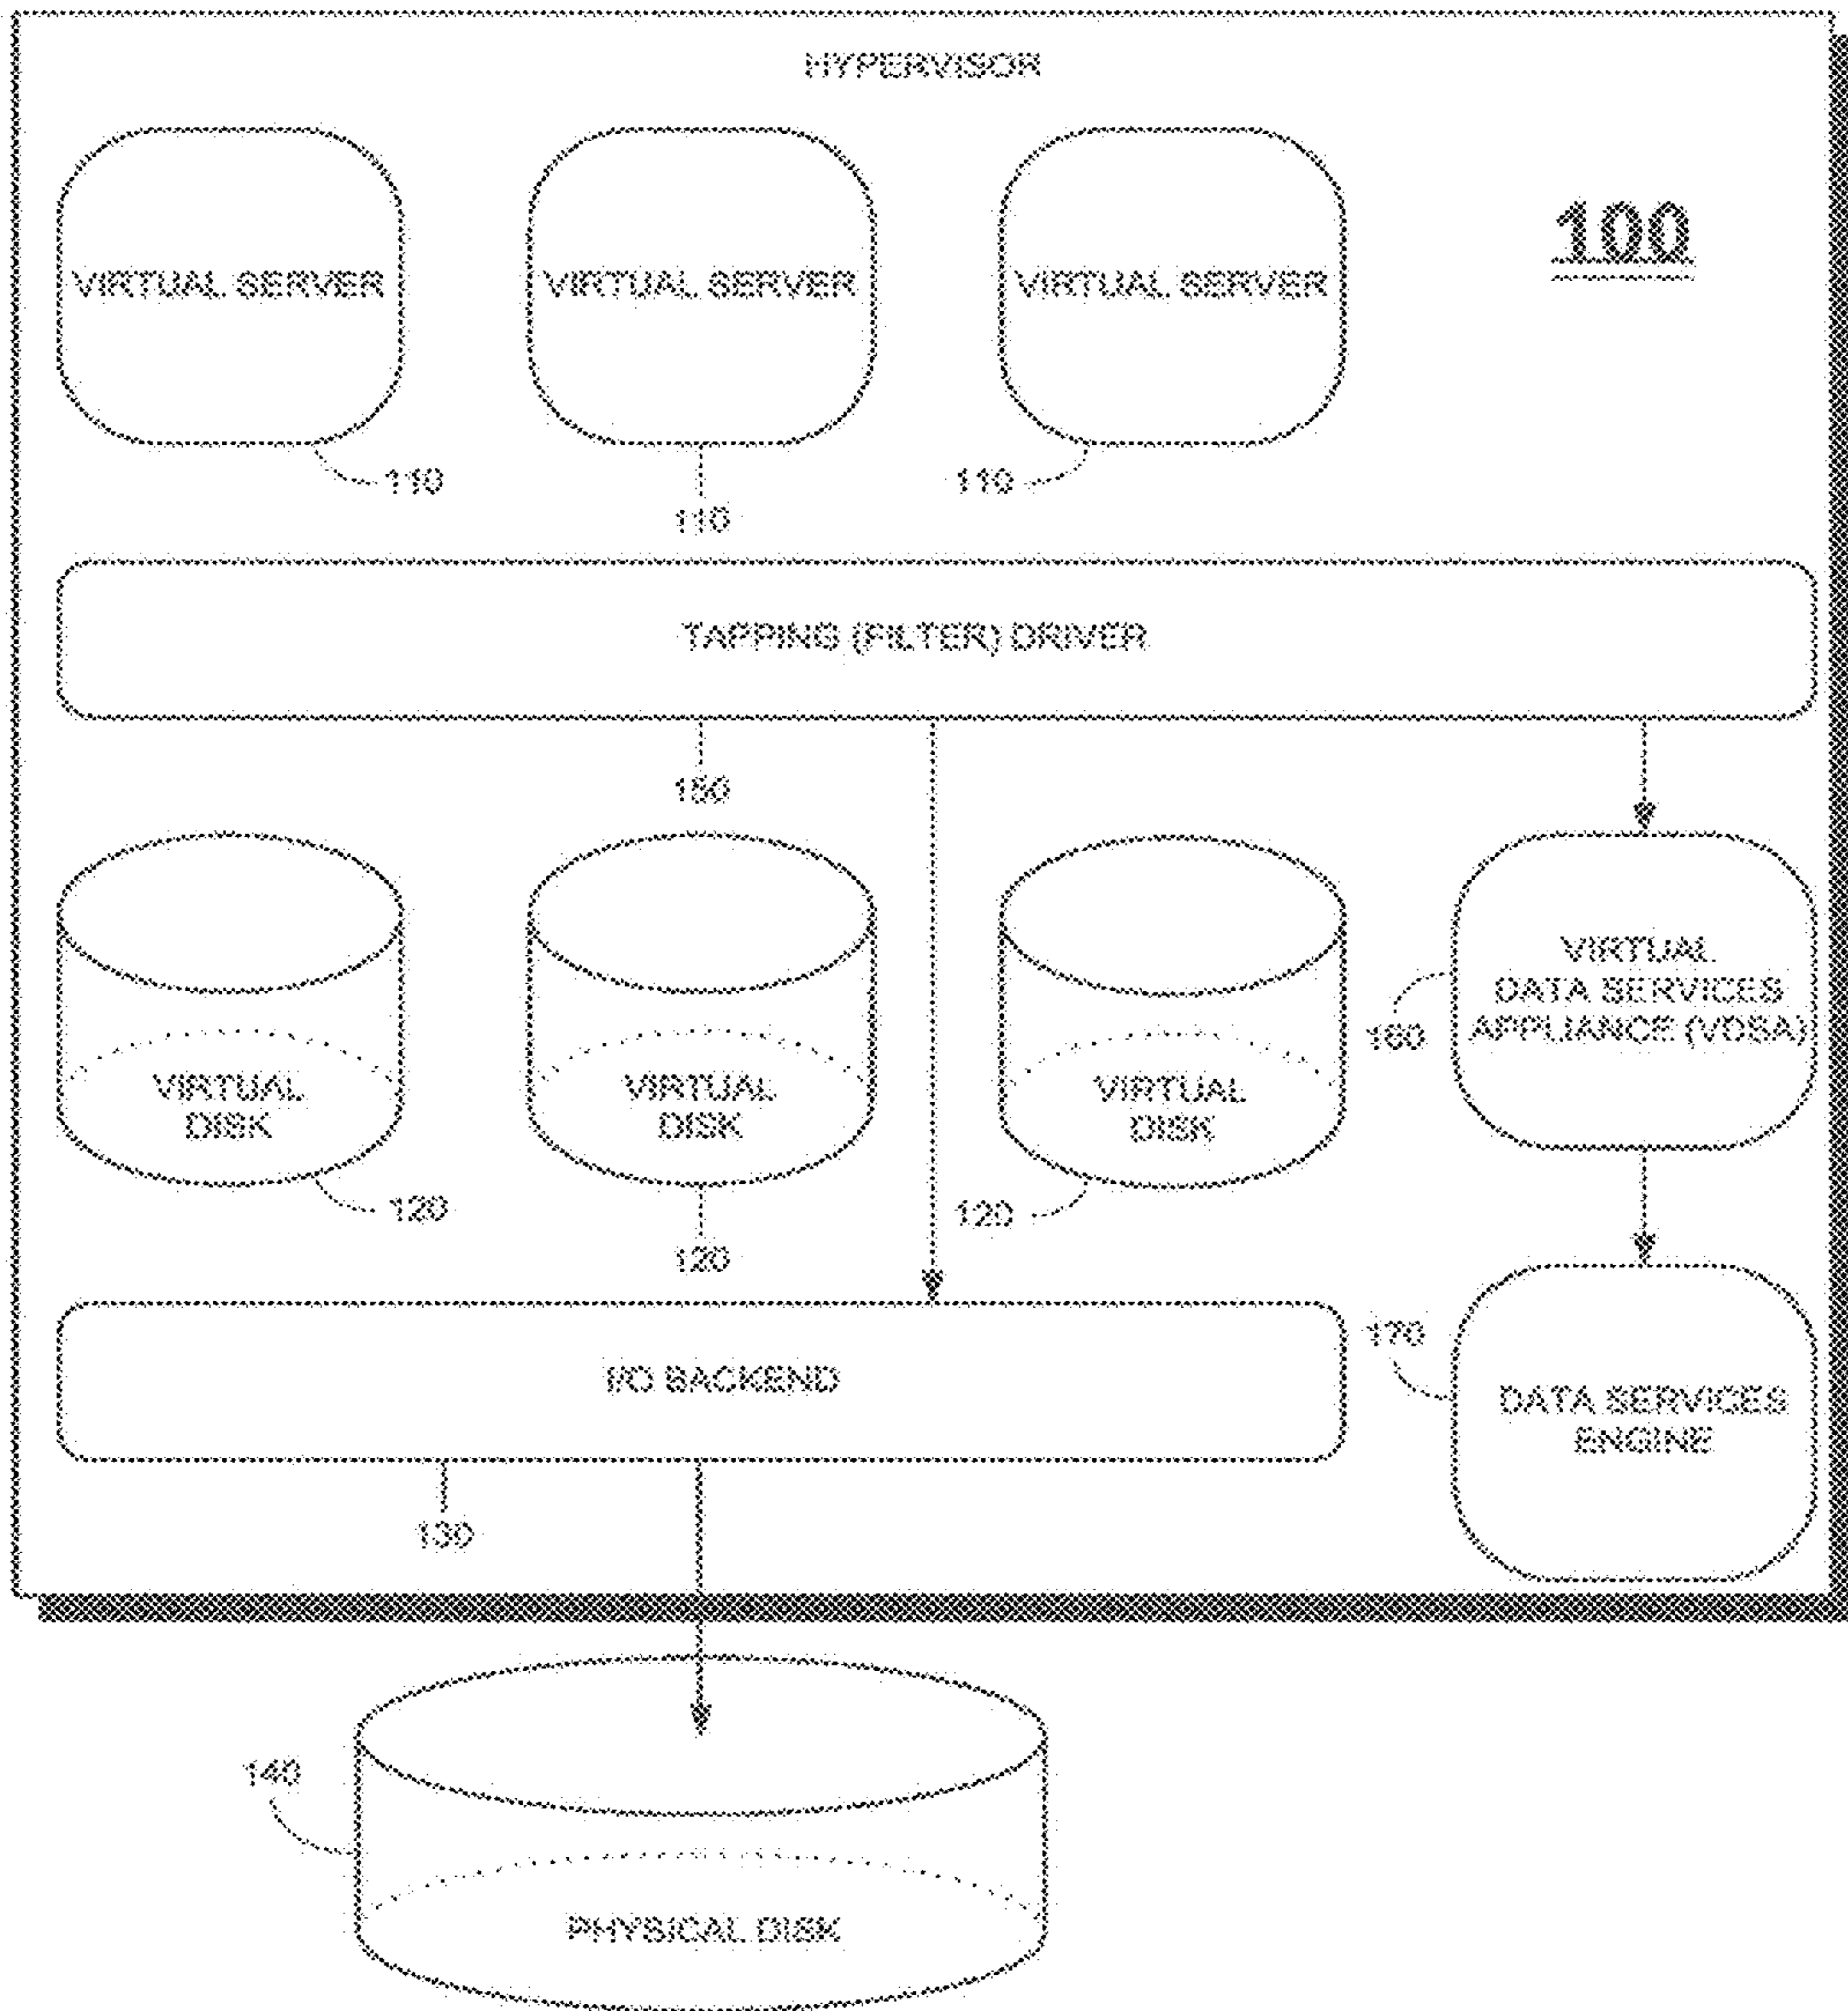 HYPERVISOR
VIRTUAL SERVER
VIRTUAL SERVER
VIRTUAL SERVER
100
110
110
110
TAPPING (FILTER) DRIVER
150
VIRTUAL
DISK
VIRTUAL
DISK
VIRTUAL
DISK
VIRTUAL
DATA SERVICES
APPLIANCE (VDSA)
160
120
120
120
I/O BACKEND
170
DATA SERVICES
ENGINE
130
140
PHYSICAL DISK